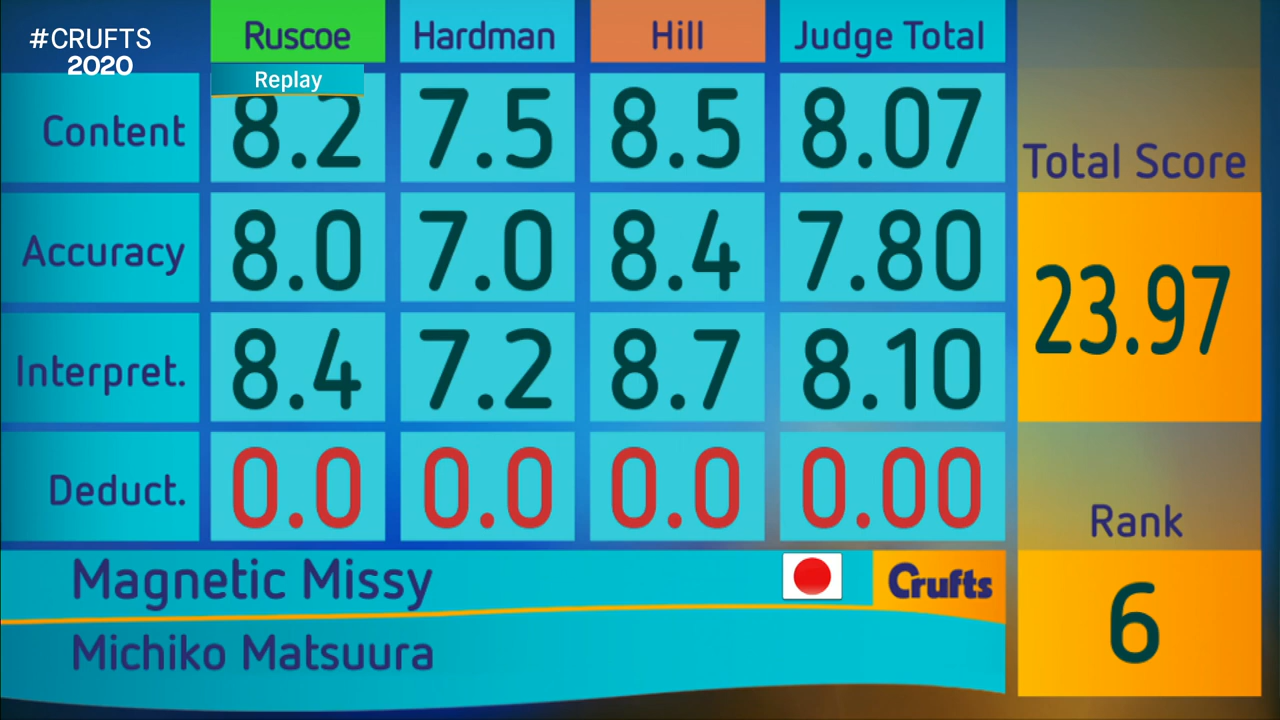 #CRUFTS
2020
Ruscoe Hardman Hill Judge Total
Replay
Content 8.2 7.5 8.5 8.07
Total Score
Accuracy 8.0 7.0 8.4 7.80
23.97
Interpret. 8.4 7.2 8.7 8.10
Deduct. 0.0 0.0 0.0 0.00
Rank
6
Magnetic Missy Crufts
Michiko Matsuura